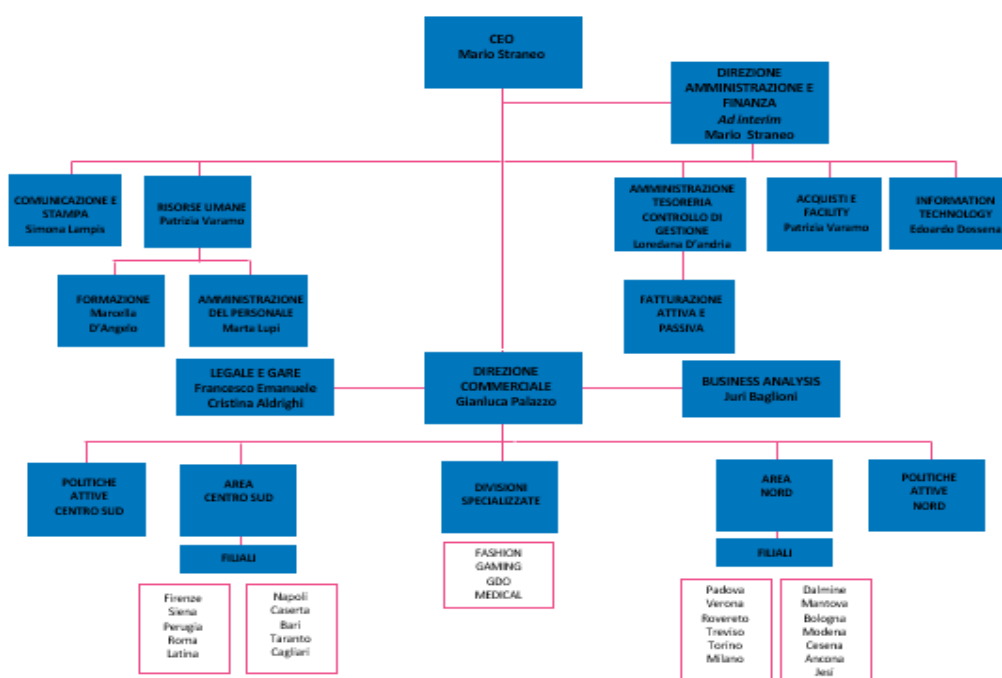 CEO
Mario Straneo
DIREZIONE
AMMINISTRAZIONE E
FINANZA
Ad interim
Mario Straneo
COMUNICAZIONE E
STAMPA
Simona Lampis
RISORSE UMANE
Patrizia Varamo
AMMINISTRAZIONE
TESORERIA
CONTROLLO DI
GESTIONE
Loredana D'andria
ACQUISTI E
FACILITY
Patrizia Varamo
INFORMATION
TECHNOLOGY
Edoardo Dossena
FORMAZIONE
Marcella
D'Angelo
AMMINISTRAZIONE
DEL PERSONALE
Marta Lupi
FATTURAZIONE
ATTIVA E
PASSIVA
LEGALE E GARE
Francesco Emanuele
Cristina Aldrighi
DIREZIONE
COMMERCIALE
Gianluca Palazzo
BUSINESS ANALYSIS
Juri Baglioni
POLITICHE
ATTIVE
CENTRO SUD
AREA
CENTRO SUD
DIVISIONI
SPECIALIZZATE
AREA
NORD
POLITICHE
ATTIVE
NORD
FILIALI
FILIALI
FASHION
GAMING
GDO
MEDICAL
Firenze
Siena
Perugia
Roma
Latina
Napoli
Caserta
Bari
Taranto
Cagliari
Padova
Verona
Rovereto
Treviso
Torino
Milano
Dalmine
Mantova
Bologna
Modena
Cesena
Ancona
Jesi